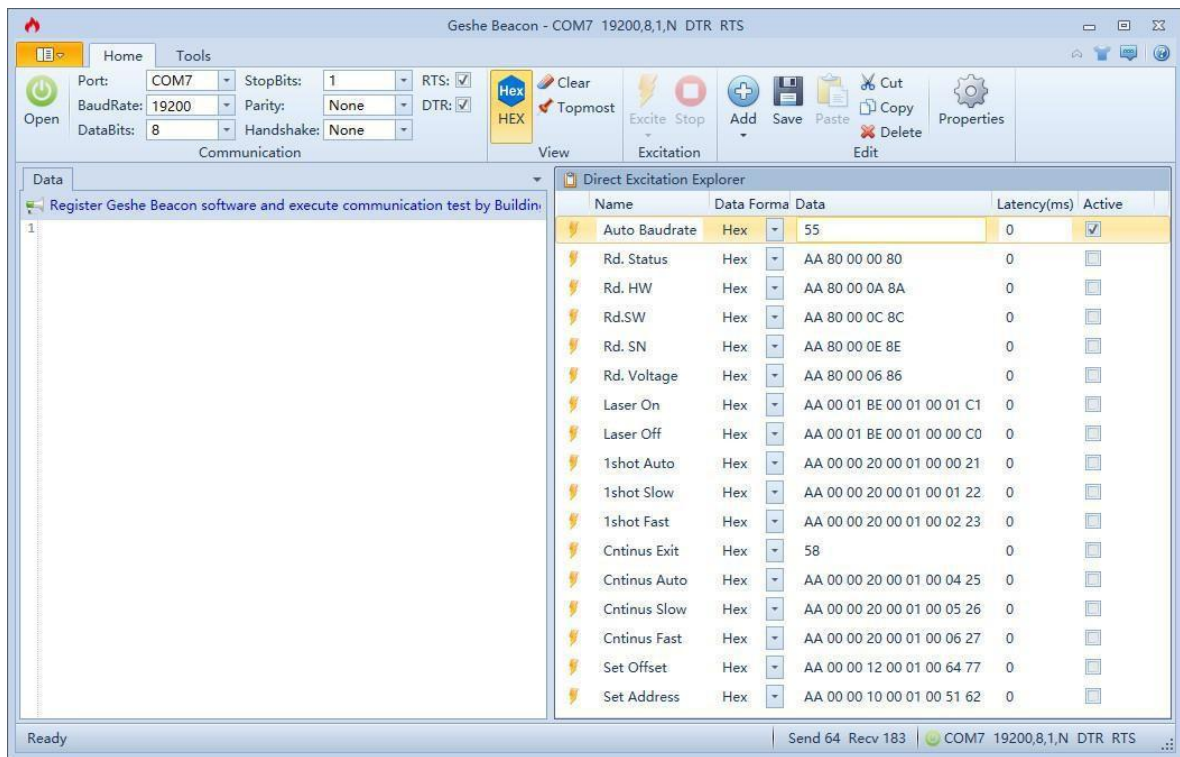 Geshe Beacon - COM7 19200,8,1,N DTR RTS
Home Tools
Open
Port: COM7 StopBits: 1 RTS:
BaudRate: 19200 Parity: None DTR:
DataBits: 8 Handshake: None
Communication
Hex
HEX
Clear
Topmost
View
Excite Stop
Excitation
Add Save Paste
Cut
Copy
Delete
Properties
Edit
Data
Register Geshe Beacon software and execute communication test by Building
1
Direct Excitation Explorer
Name Data Forma Data Latency(ms) Active
Auto Baudrate Hex 55 0
Rd. Status Hex AA 80 00 00 80 0
Rd. HW Hex AA 80 00 0A 8A 0
Rd.SW Hex AA 80 00 0C 8C 0
Rd. SN Hex AA 80 00 0E 8E 0
Rd. Voltage Hex AA 80 00 06 86 0
Laser On Hex AA 00 01 BE 00 01 00 01 C1 0
Laser Off Hex AA 00 01 BE 00 01 00 00 C0 0
1shot Auto Hex AA 00 00 20 00 01 00 00 21 0
1shot Slow Hex AA 00 00 20 00 01 00 01 22 0
1shot Fast Hex AA 00 00 20 00 01 00 02 23 0
Cntinus Exit Hex 58 0
Cntinus Auto Hex AA 00 00 20 00 01 00 04 25 0
Cntinus Slow Hex AA 00 00 20 00 01 00 05 26 0
Cntinus Fast Hex AA 00 00 20 00 01 00 06 27 0
Set Offset Hex AA 00 00 12 00 01 00 64 77 0
Set Address Hex AA 00 00 10 00 01 00 51 62 0
Ready
Send 64 Recv 183 COM7 19200,8,1,N DTR RTS